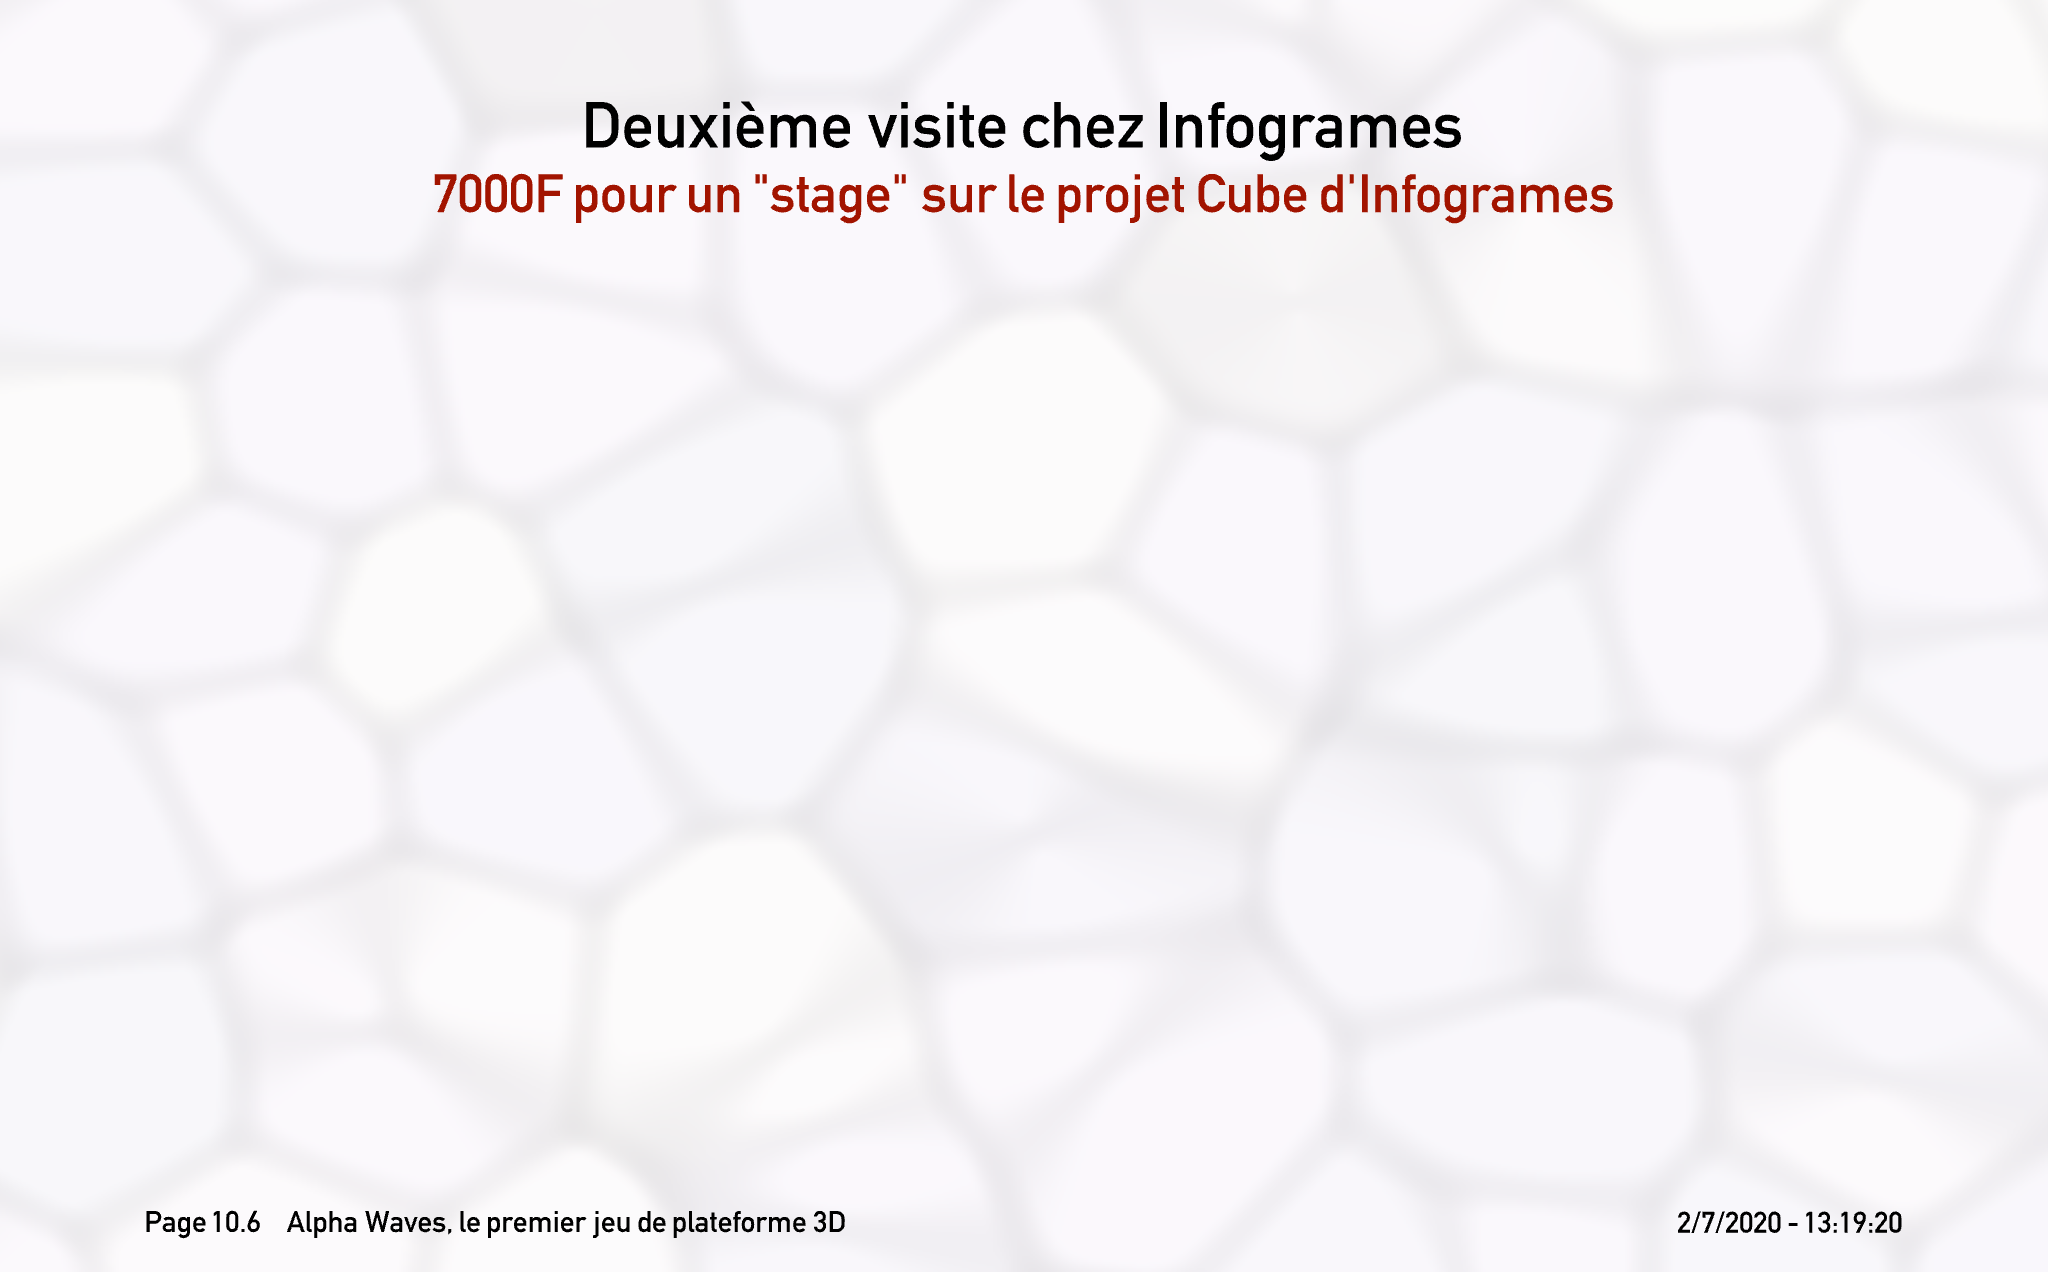 Deuxième visite chez Infogrames
7000F pour un "stage" sur le projet Cube d'Infogrames
Page 10.6 Alpha Waves, le premier jeu de plateforme 3D
2/7/2020 - 13:19:20